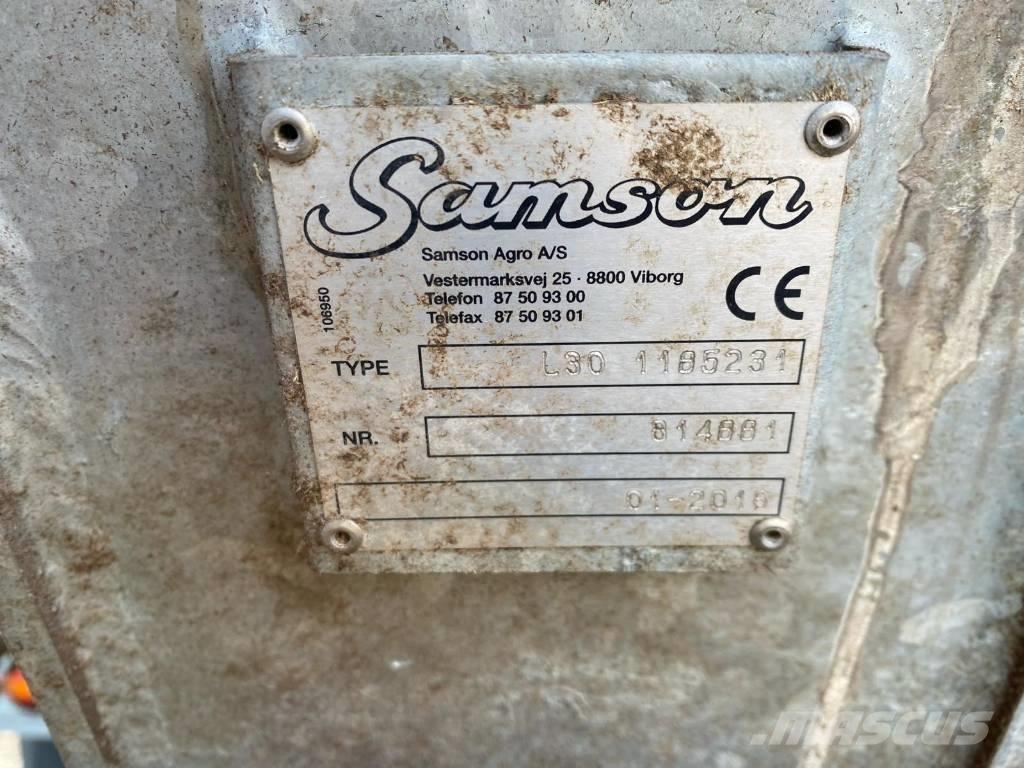 Samson
Samson Agro A/S
Vestermarksvej 25 · 8800 Viborg
Telefon 87 50 93 00
Telefax 87 50 93 01
106950
TYPE L30 1185231
NR. 814881
01-2016
MASCUS